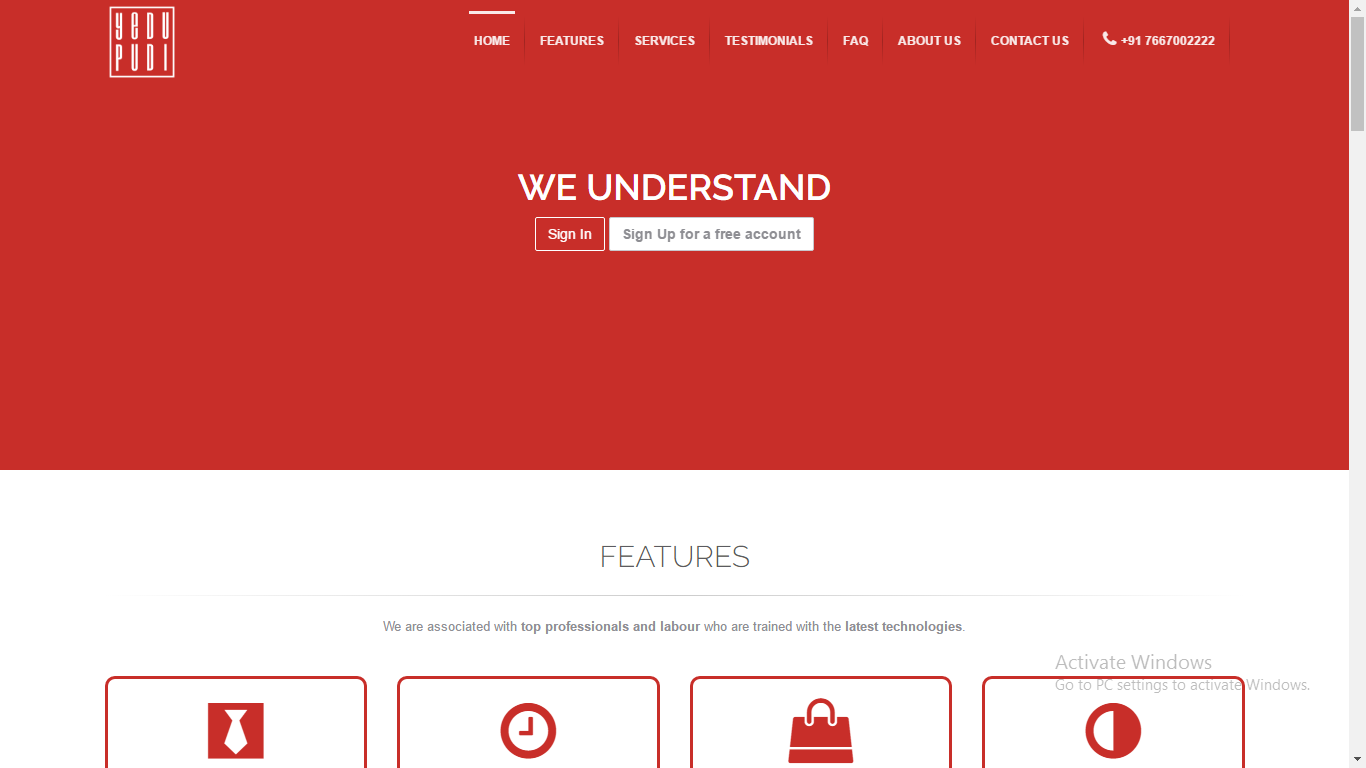 YEDU
PUDI
HOME FEATURES SERVICES TESTIMONIALS FAQ ABOUT US CONTACT US +91 7667002222
WE UNDERSTAND
Sign In Sign Up for a free account
FEATURES
We are associated with top professionals and labour who are trained with the latest technologies.
Activate Windows
Go to PC settings to activate Windows.